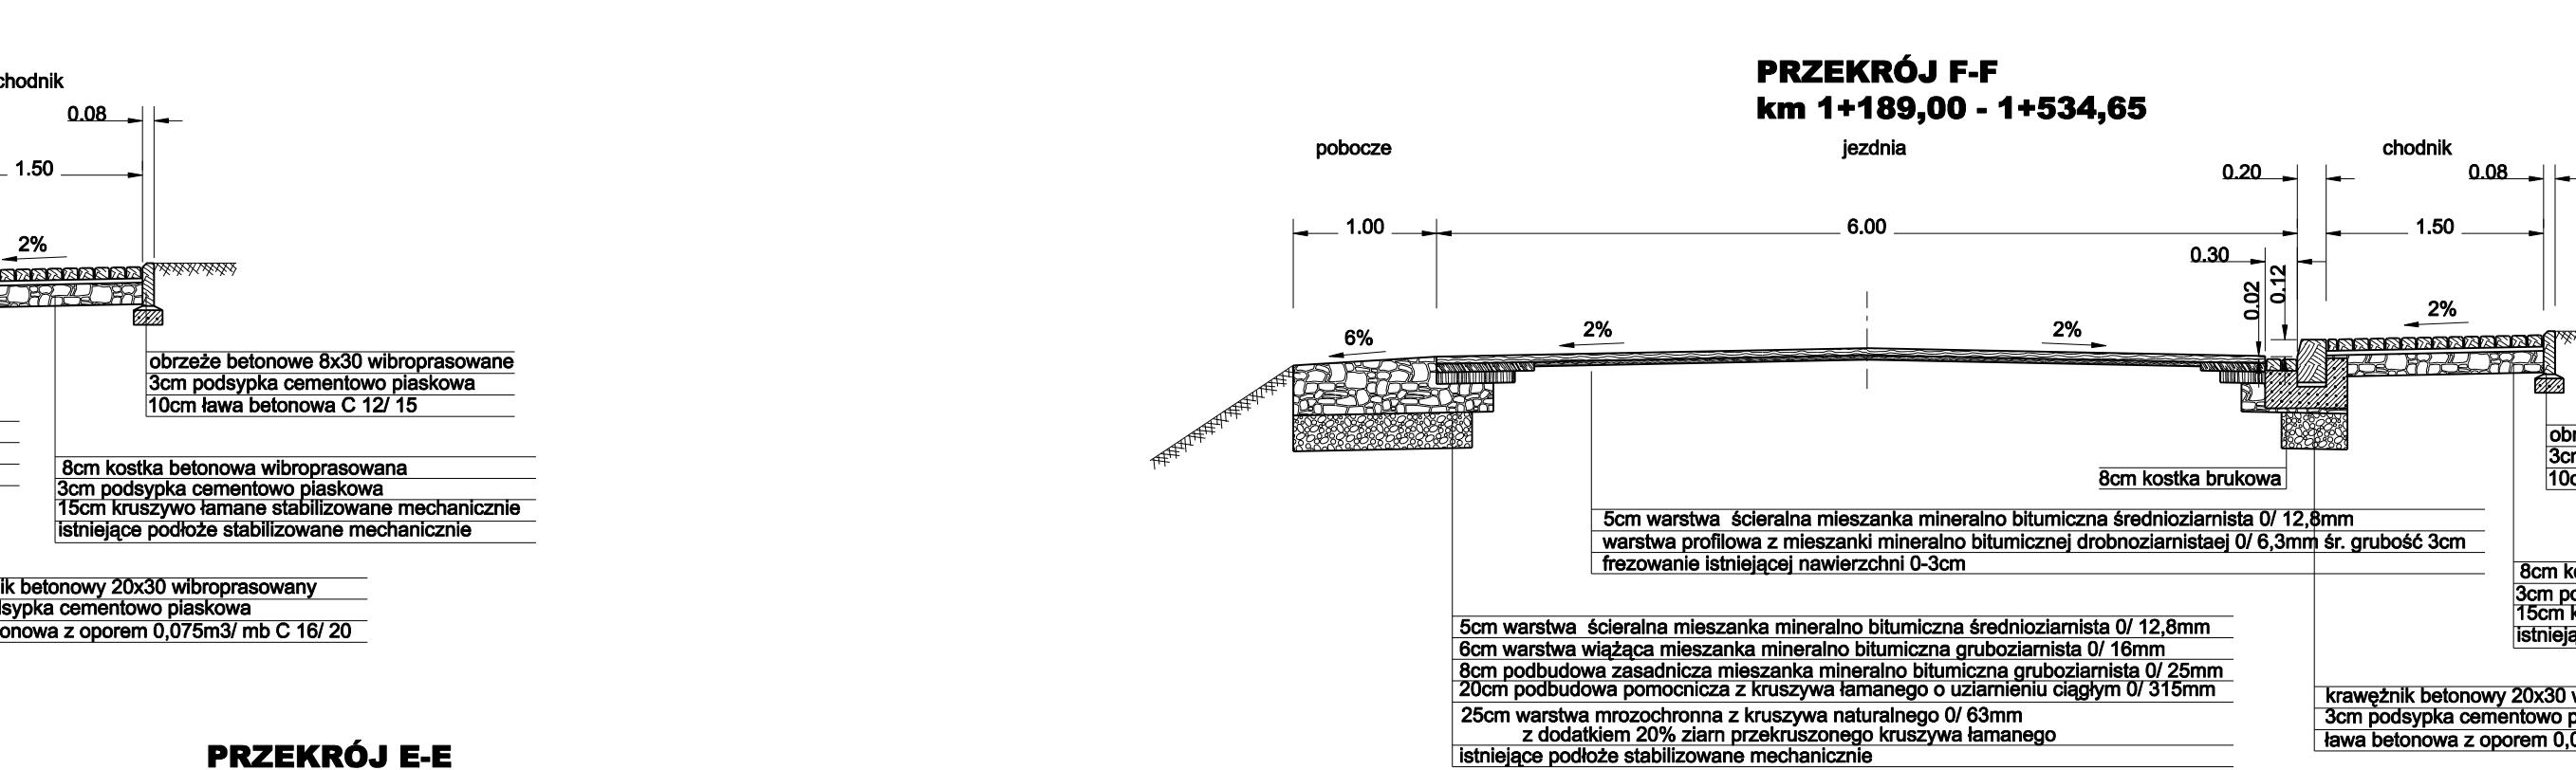 chodnik
0.08
1.50
2%
obrzeże betonowe 8x30 wibroprasowane
3cm podsypka cementowo piaskowa
10cm ława betonowa C 12/ 15
8cm kostka betonowa wibroprasowana
3cm podsypka cementowo piaskowa
15cm kruszywo łamane stabilizowane mechanicznie
istniejące podłoże stabilizowane mechanicznie
betonowy 20x30 wibroprasowany
cementowo piaskowa
z oporem 0,075m3/ mb C 16/ 20
PRZEKRÓJ E-E
PRZEKRÓJ F-F
km 1+189,00 - 1+534,65
pobocze
jezdnia
chodnik
0.20
0.08
1.00
6.00
1.50
0.30
0.02
0.12
6%
2%
2%
2%
8cm kostka brukowa
5cm warstwa ścieralna mieszanka mineralno bitumiczna średnioziarnista 0/ 12,8mm
warstwa profilowa z mieszanki mineralno bitumicznej drobnoziarnistaej 0/ 6,3mm śr. grubość 3cm
frezowanie istniejącej nawierzchni 0-3cm
5cm warstwa ścieralna mieszanka mineralno bitumiczna średnioziarnista 0/ 12,8mm
6cm warstwa wiążąca mieszanka mineralno bitumiczna gruboziarnista 0/ 16mm
8cm podbudowa zasadnicza mieszanka mineralno bitumiczna gruboziarnista 0/ 25mm
20cm podbudowa pomocnicza z kruszywa łamanego o uziarnieniu ciągłym 0/ 315mm
25cm warstwa mrozochronna z kruszywa naturalnego 0/ 63mm
z dodatkiem 20% ziarn przekruszonego kruszywa łamanego
istniejące podłoże stabilizowane mechanicznie
3cm
8cm
3cm
15cm
krawężnik betonowy 20x30
3cm podsypka cementowo
ława betonowa z oporem